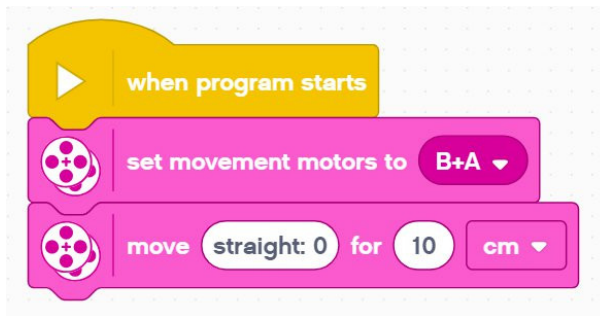 when program starts
set movement motors to B+A
move straight: 0 for 10 cm